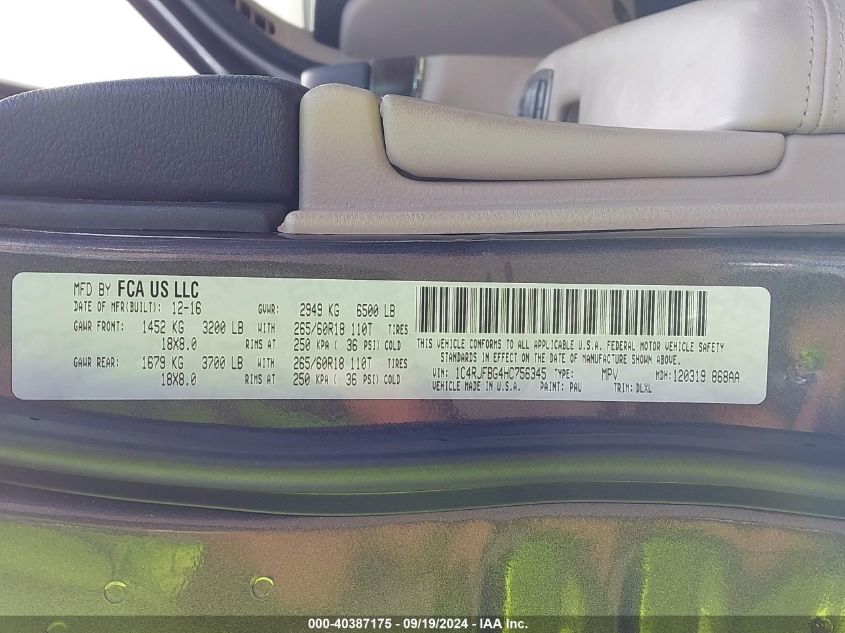 MFD BY FCA US LLC
DATE OF MFR(BUILT): 12-16 GVWR: 2949 KG 6500 LB
GAWR FRONT: 1452 KG 3200 LB WITH 265/60R18 110T TIRES
18X8.0 RIMS AT 250 KPA ( 36 PSI) COLD
GAWR REAR: 1679 KG 3700 LB WITH 265/60R18 110T TIRES
18X8.0 RIMS AT 250 KPA ( 36 PSI) COLD
THIS VEHICLE CONFORMS TO ALL APPLICABLE U.S.A. FEDERAL MOTOR VEHICLE SAFETY
STANDARDS IN EFFECT ON THE DATE OF MANUFACTURE SHOWN ABOVE.
VIN: 1C4RJFBG4HC756345 TYPE: MPV MDH: 120319 868AA
VEHICLE MADE IN U.S.A. PAINT: PAU TRIM: DLXL
000-40387175 - 09/19/2024 - IAA Inc.